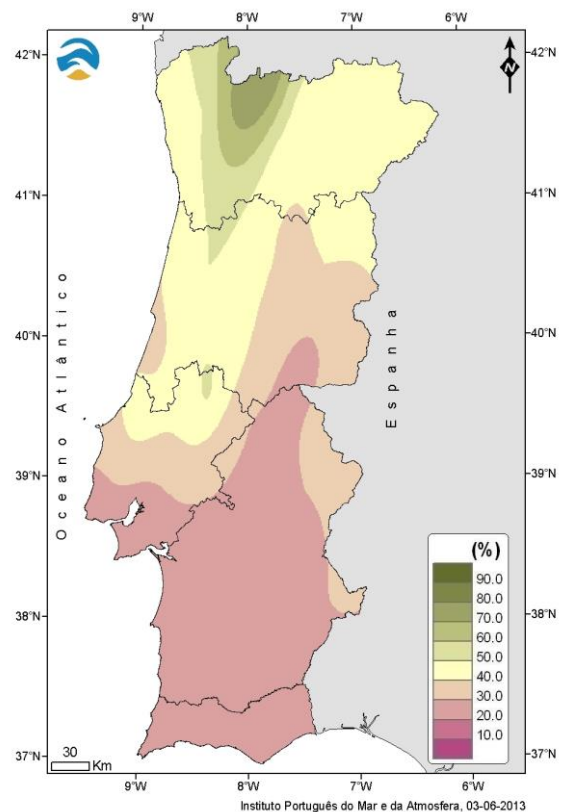 9°W 8°W 7°W 6°W
42°N 42°N
N
41°N 41°N
40°N 40°N
39°N 39°N
38°N 38°N
37°N 37°N
Oceano Atlântico
Espanha
(%)
90.0
80.0
70.0
60.0
50.0
40.0
30.0
20.0
10.0
30
Km
9°W 8°W 7°W 6°W
Instituto Português do Mar e da Atmosfera, 03-06-2013